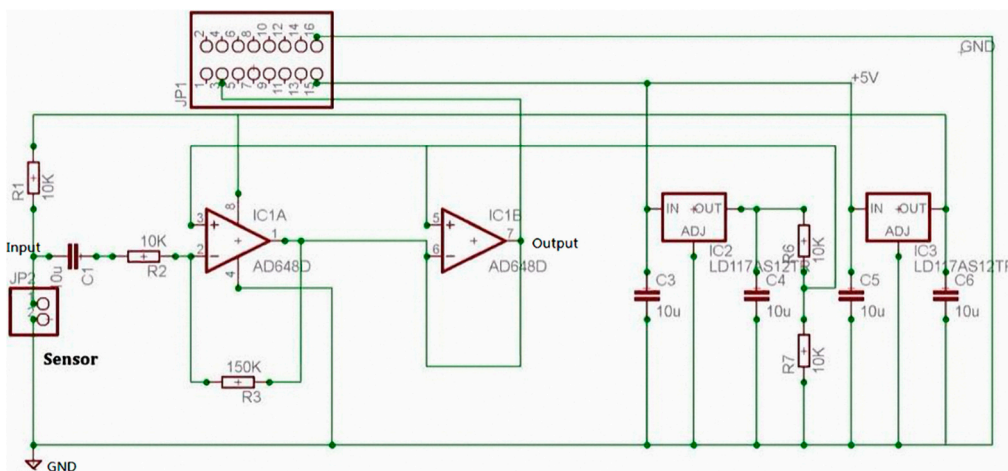 2 4 6 8 10 12 14 16
1 3 5 7 9 11 13 15
JP1
GND
+5V
R1
10K
Input
10u
C1
10K
R2
JP2
1
2
Sensor
3
8
IC1A
2
1
4
AD648D
150K
R3
5
IC1B
6
7
AD648D
Output
IN
OUT
ADJ
IC2
LD117AS12TR
R6
10K
R7
10K
C3
10u
C4
10u
IN
OUT
ADJ
IC3
LD117AS12TR
C5
10u
C6
10u
GND